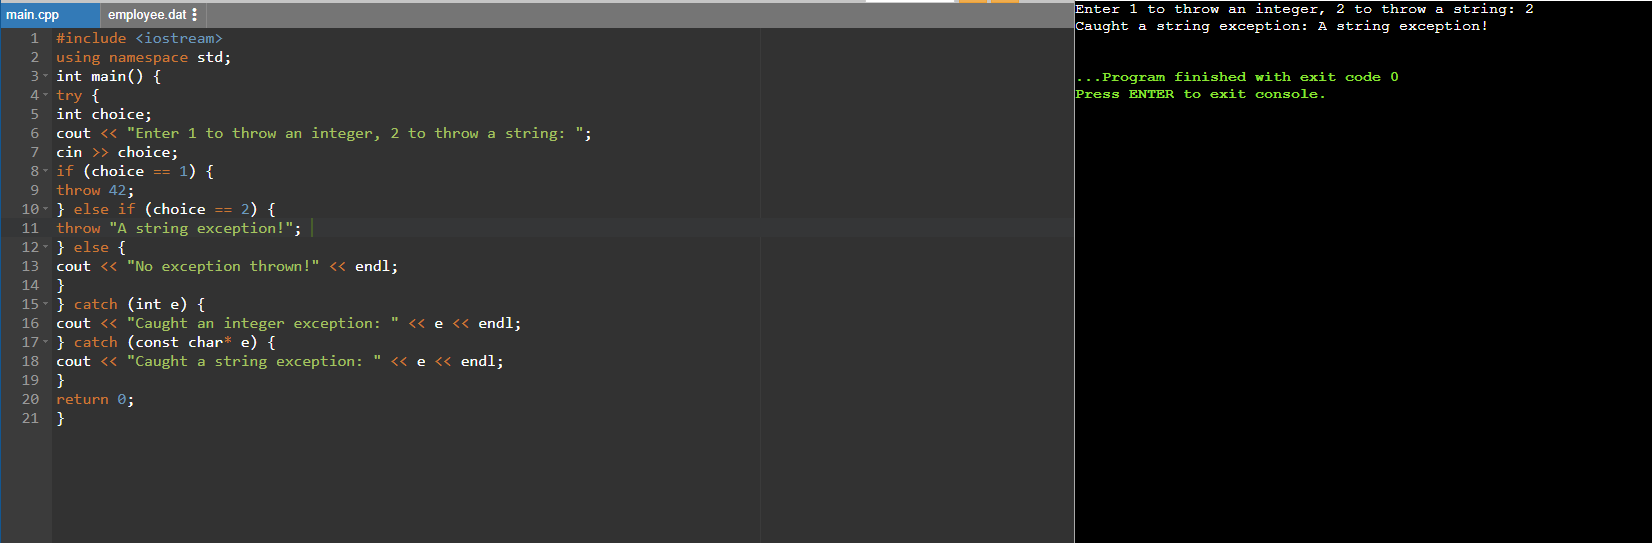 main.cpp employee.dat
1 #include <iostream>
2 using namespace std;
3 int main() {
4 try {
5 int choice;
6 cout << "Enter 1 to throw an integer, 2 to throw a string: ";
7 cin >> choice;
8 if (choice == 1) {
9 throw 42;
10 } else if (choice == 2) {
11 throw "A string exception!";
12 } else {
13 cout << "No exception thrown!" << endl;
14 }
15 } catch (int e) {
16 cout << "Caught an integer exception: " << e << endl;
17 } catch (const char* e) {
18 cout << "Caught a string exception: " << e << endl;
19 }
20 return 0;
21 }
Enter 1 to throw an integer, 2 to throw a string: 2
Caught a string exception: A string exception!
...Program finished with exit code 0
Press ENTER to exit console.